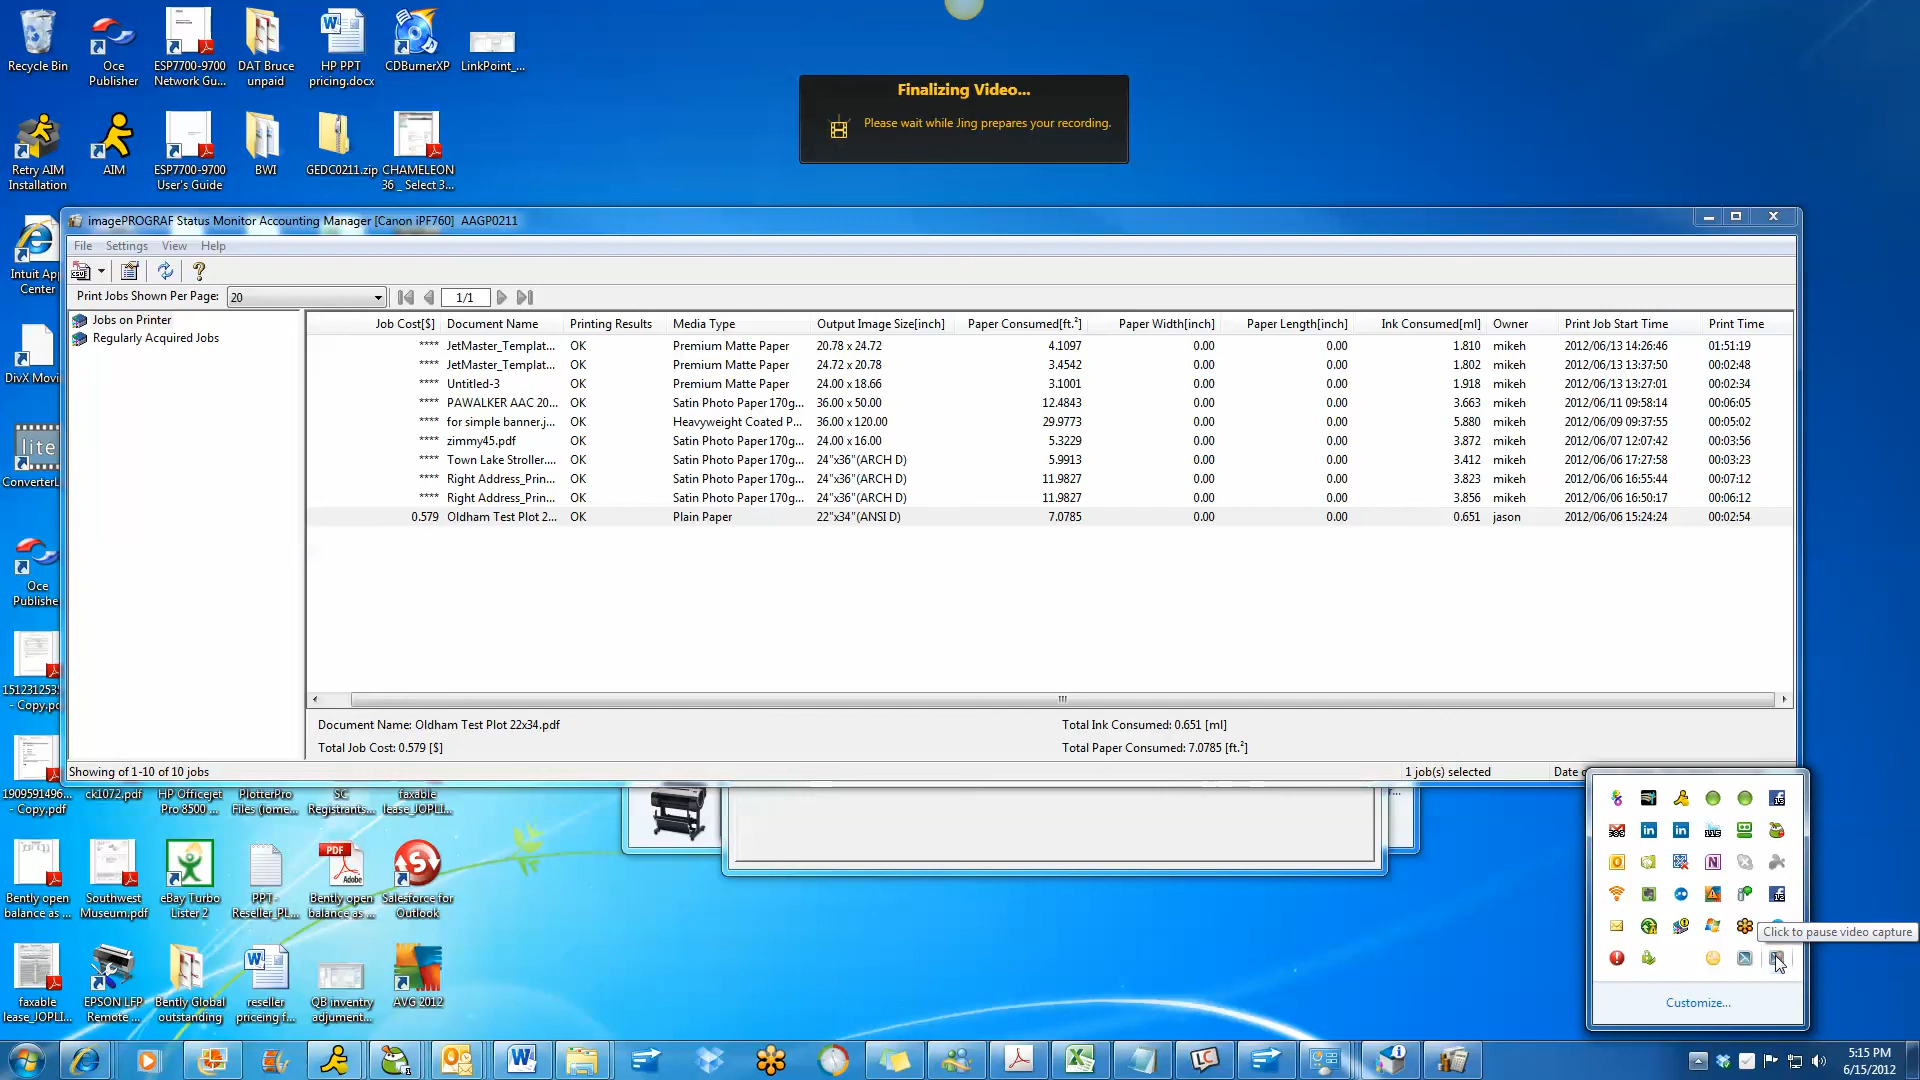 Recycle Bin
Oce
Publisher
ESP7700-9700
Network Gu...
DAT Bruce
unpaid
HP PPT
pricing.docx
CDBurnerXP
LinkPoint_...
Finalizing Video...
Please wait while Jing prepares your recording.
Retry AIM
Installation
AIM
ESP7700-9700
User's Guide
BWI
GEDC0211.zip
CHAMELEON
36 _ Select 3...
imagePROGRAF Status Monitor Accounting Manager [Canon iPF760]   AAGP0211
File Settings View Help
Print Jobs Shown Per Page: 20 1/1
Jobs on Printer
Regularly Acquired Jobs
Job Cost[$] Document Name Printing Results Media Type Output Image Size[inch] Paper Consumed[ft.²] Paper Width[inch] Paper Length[inch] Ink Consumed[ml] Owner Print Job Start Time Print Time
**** JetMaster_Templat... OK Premium Matte Paper 20.78 x 24.72 4.1097 0.00 0.00 1.810 mikeh 2012/06/13 14:26:46 01:51:19
**** JetMaster_Templat... OK Premium Matte Paper 24.72 x 20.78 3.4542 0.00 0.00 1.802 mikeh 2012/06/13 13:37:50 00:02:48
**** Untitled-3 OK Premium Matte Paper 24.00 x 18.66 3.1001 0.00 0.00 1.918 mikeh 2012/06/13 13:27:01 00:02:34
**** PAWALKER AAC 20... OK Satin Photo Paper 170g... 36.00 x 50.00 12.4843 0.00 0.00 3.663 mikeh 2012/06/11 09:58:14 00:06:05
**** for simple banner.j... OK Heavyweight Coated P... 36.00 x 120.00 29.9773 0.00 0.00 5.880 mikeh 2012/06/09 09:37:55 00:05:02
**** zimmy45.pdf OK Satin Photo Paper 170g... 24.00 x 16.00 5.3229 0.00 0.00 3.872 mikeh 2012/06/07 12:07:42 00:03:56
**** Town Lake Stroller.... OK Satin Photo Paper 170g... 24"x36"(ARCH D) 5.9913 0.00 0.00 3.412 mikeh 2012/06/06 17:27:58 00:03:23
**** Right Address_Prin... OK Satin Photo Paper 170g... 24"x36"(ARCH D) 11.9827 0.00 0.00 3.823 mikeh 2012/06/06 16:55:44 00:07:12
**** Right Address_Prin... OK Satin Photo Paper 170g... 24"x36"(ARCH D) 11.9827 0.00 0.00 3.856 mikeh 2012/06/06 16:50:17 00:06:12
0.579 Oldham Test Plot 2... OK Plain Paper 22"x34"(ANSI D) 7.0785 0.00 0.00 0.651 jason 2012/06/06 15:24:24 00:02:54
Document Name: Oldham Test Plot 22x34.pdf
Total Ink Consumed: 0.651 [ml]
Total Job Cost: 0.579 [$]
Total Paper Consumed: 7.0785 [ft.²]
Showing of 1-10 of 10 jobs
1 job(s) selected
Date
Intuit App
Center
DivX Movi
lite
ConverterL
Oce
Publishe
151231253
- Copy.po
1909591496...
- Copy.pdf
ck1072.pdf
HP Officejet
Pro 8500 ...
PlotterPro
Files (iome...
SC
Registrants...
faxable
lease_JOPLI...
Bently open
balance as ...
Southwest
Museum.pdf
eBay Turbo
Lister 2
PPT-
Reseller_PL...
PDF
Adobe
Bently open
balance as ...
Salesforce for
Outlook
faxable
lease_JOPLI...
EPSON LFP
Remote ...
Bently Global
outstanding
reseller
priceing f...
QB inventry
adjument...
AVG 2012
Click to pause video capture
Customize...
5:15 PM
6/15/2012